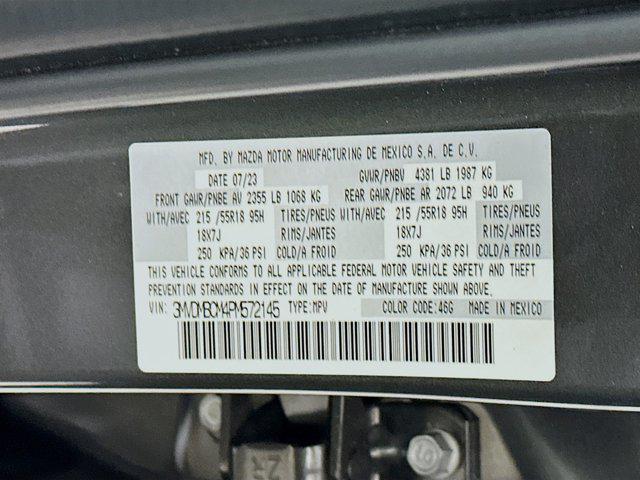 MFD. BY MAZDA MOTOR MANUFACTURING DE MEXICO S.A. DE C.V.
DATE 07/23 GVWR/PNBV 4381 LB 1987 KG
FRONT GAWR/PNBE AV 2355 LB 1068 KG REAR GAWR/PNBE AR 2072 LB 940 KG
WITH/AVEC 215 /55R18 95H TIRES/PNEUS WITH/AVEC 215 /55R18 95H TIRES/PNEUS
18X7J RIMS/JANTES 18X7J RIMS/JANTES
250 KPA/36 PSI COLD/A FROID 250 KPA/36 PSI COLD/A FROID
THIS VEHICLE CONFORMS TO ALL APPLICABLE FEDERAL MOTOR VEHICLE SAFETY AND THEFT
PREVENTION STANDARDS IN EFFECT ON THE DATE OF MANUFACTURE SHOWN ABOVE.
VIN: 3MVDMBCM4PM572145 TYPE:MPV COLOR CODE:46G MADE IN MEXICO
2R